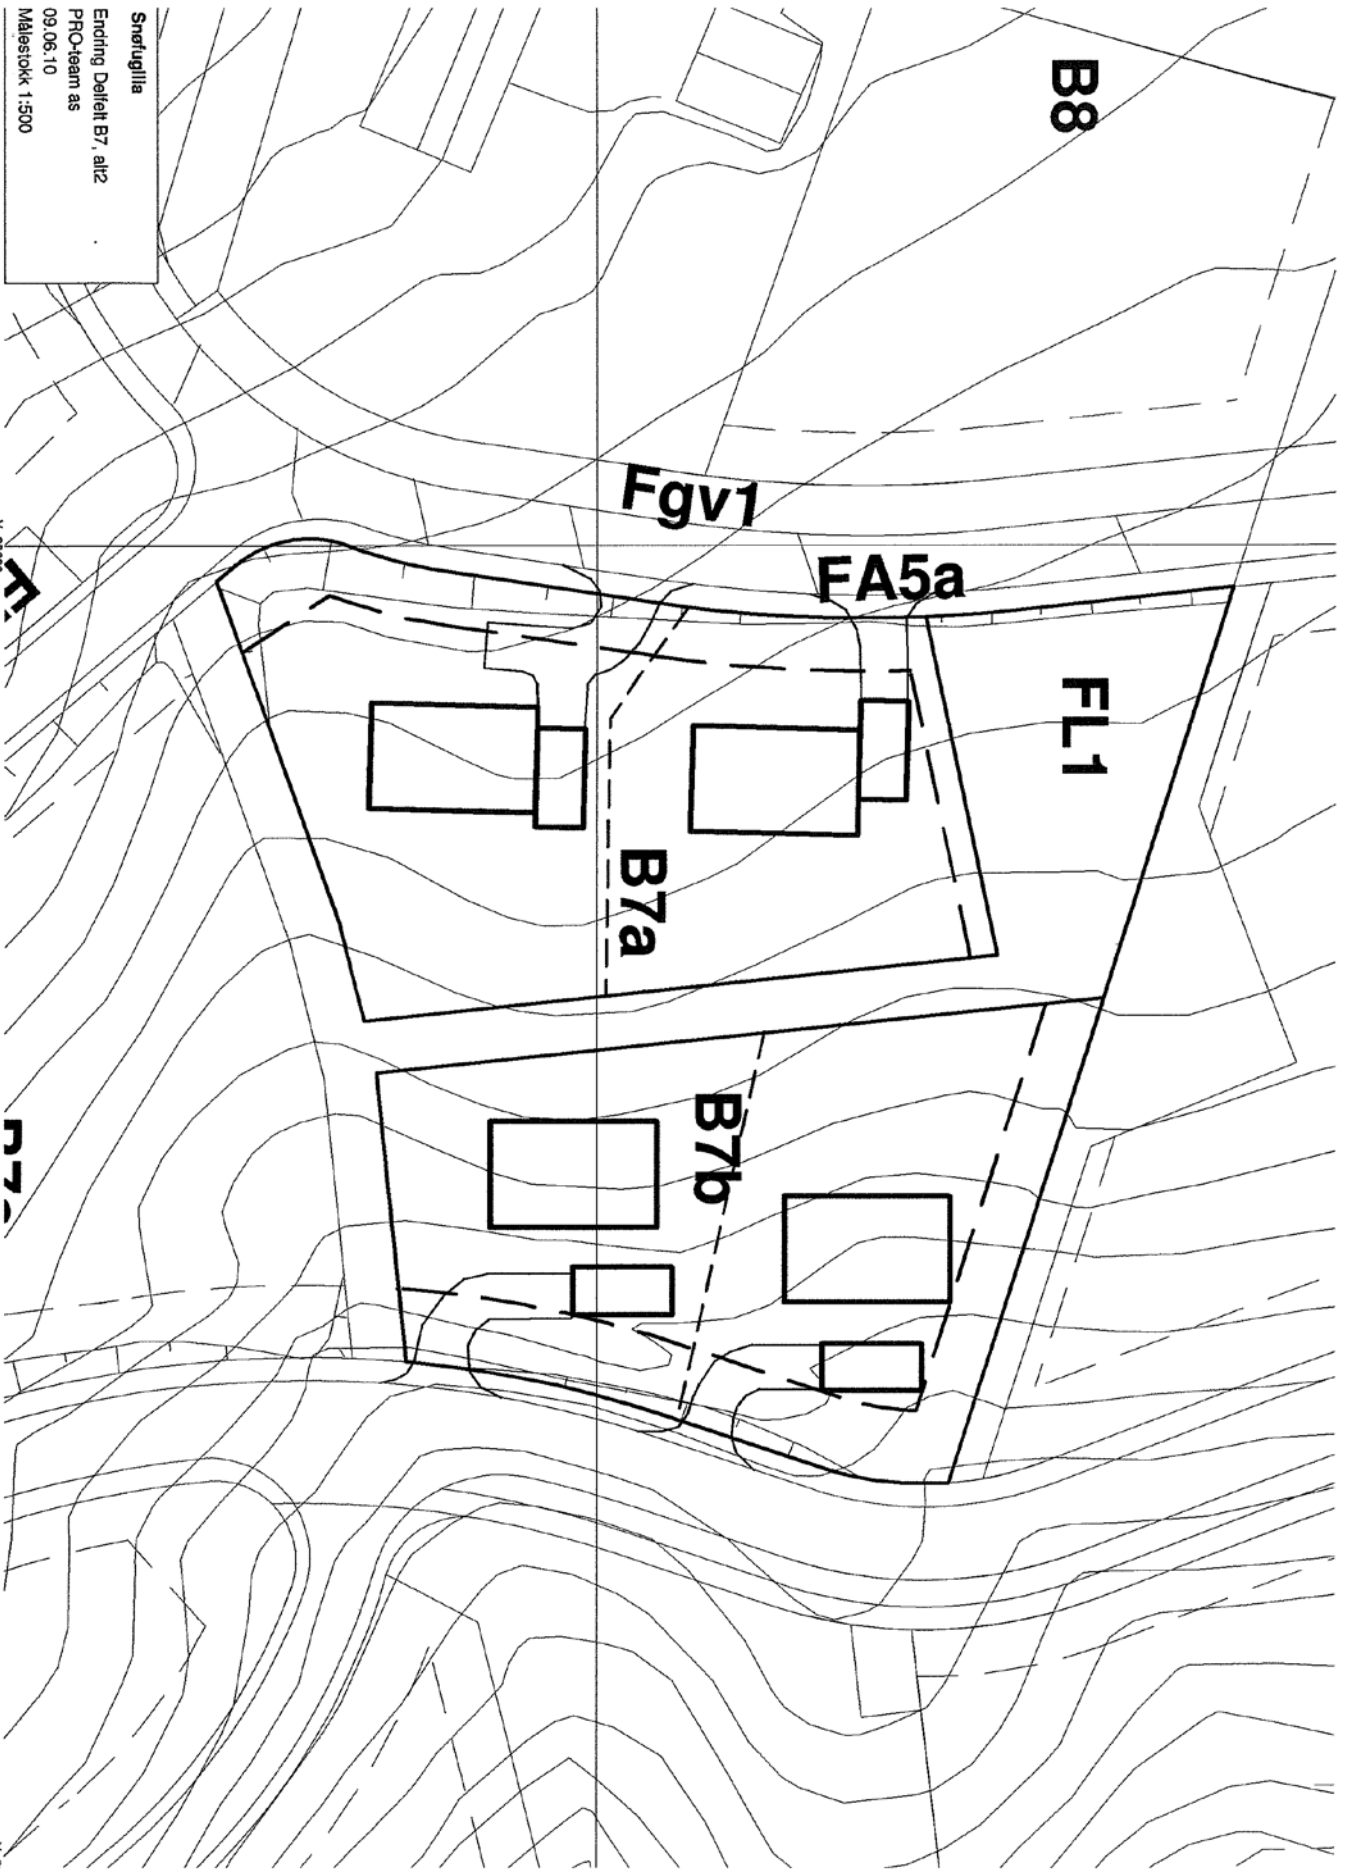 Snøfugllia
Endring Delfelt B7, alt2
PRO-team as
09.06.10
Målestokk 1:500
B8
Fgv1
FA5a
FL1
B7a
B7b